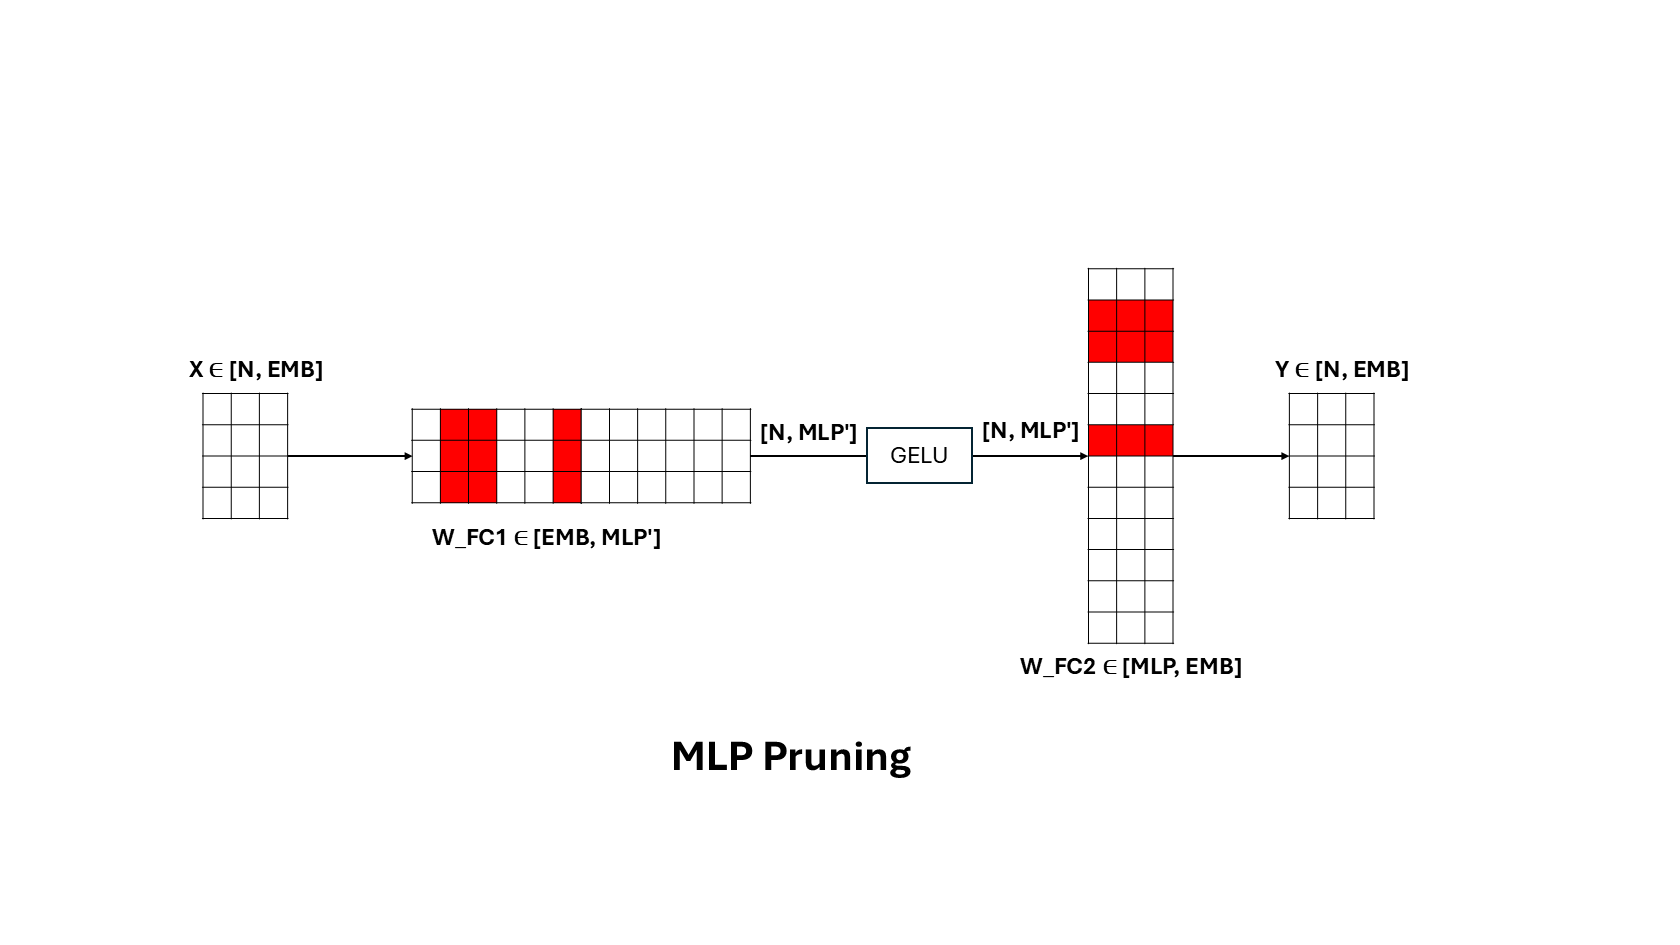 X ∈ [N, EMB]
W_FC1 ∈ [EMB, MLP']
[N, MLP']
GELU
[N, MLP']
W_FC2 ∈ [MLP, EMB]
Y ∈ [N, EMB]
MLP Pruning